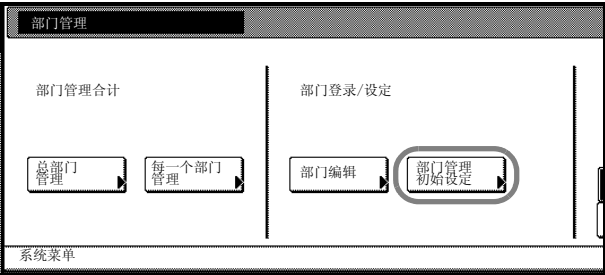 部门管理
部门管理合计
部门登录/设定
总部门
管理
每一个部门
管理
部门编辑
部门管理
初始设定
系统菜单